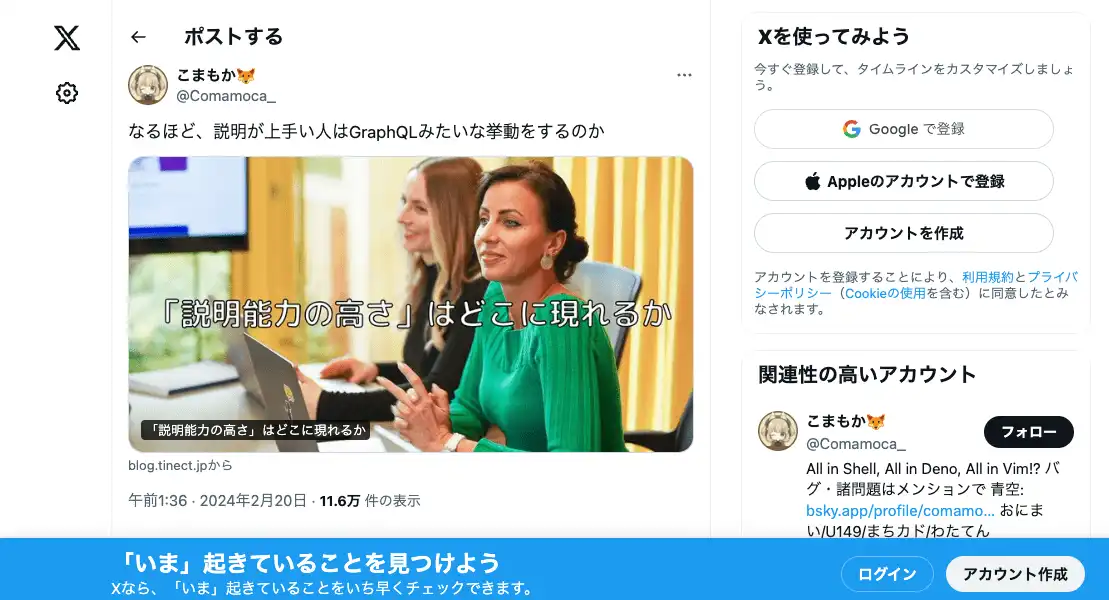 ポストする
こまもか🦊
@Comamoca_
なるほど、説明が上手い人はGraphQLみたいな挙動をするのか
「説明能力の高さ」はどこに現れるか
「説明能力の高さ」はどこに現れるか
blog.tinect.jpから
午前1:36 · 2024年2月20日 · 11.6万 件の表示
Xを使ってみよう
今すぐ登録して、タイムラインをカスタマイズしましょ
う。
Google で登録
Appleのアカウントで登録
アカウントを作成
アカウントを登録することにより、利用規約とプライバ
シーポリシー（Cookieの使用を含む）に同意したとみ
なされます。
関連性の高いアカウント
こまもか🦊
@Comamoca_
フォロー
All in Shell, All in Deno, All in Vim!? バ
グ・諸問題はメンションで 青空:
bsky.app/profile/comamo... おにま
い/U149/まちカド/わたてん
「いま」起きていることを見つけよう
Xなら、「いま」起きていることをいち早くチェックできます。
ログイン
アカウント作成